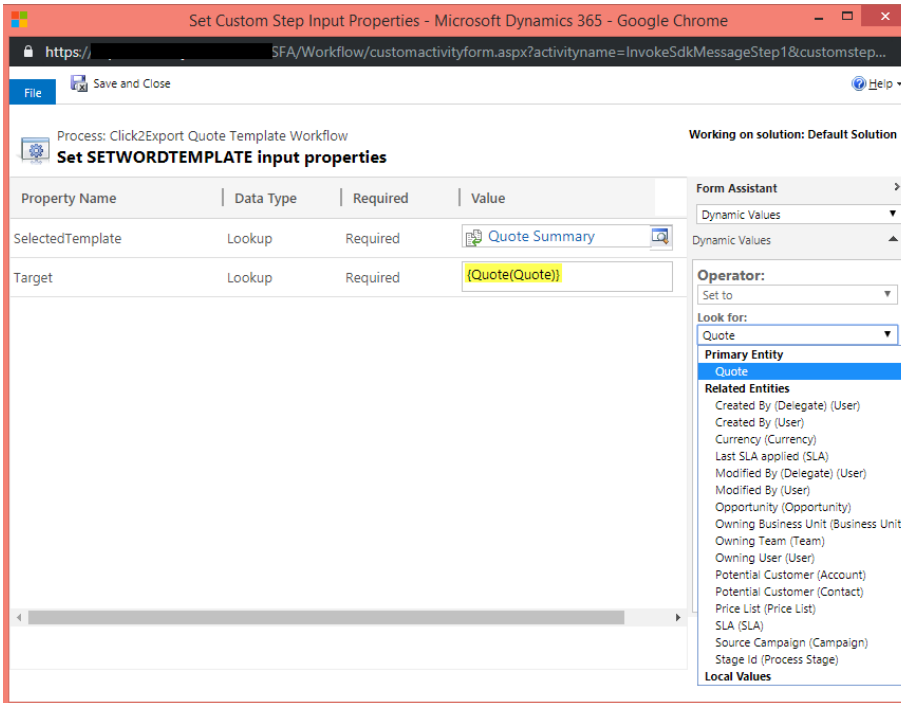 Set Custom Step Input Properties - Microsoft Dynamics 365 - Google Chrome
https:// SFA/Workflow/customactivityform.aspx?activityname=InvokeSdkMessageStep1&customstep...
File
Save and Close
Help
Process: Click2Export Quote Template Workflow
Set SETWORDTEMPLATE input properties
Working on solution: Default Solution
Property Name Data Type Required Value
SelectedTemplate Lookup Required Quote Summary
Target Lookup Required {Quote(Quote)}
Form Assistant
Dynamic Values
Dynamic Values
Operator:
Set to
Look for:
Quote
Primary Entity
Quote
Related Entities
Created By (Delegate) (User)
Created By (User)
Currency (Currency)
Last SLA applied (SLA)
Modified By (Delegate) (User)
Modified By (User)
Opportunity (Opportunity)
Owning Business Unit (Business Unit
Owning Team (Team)
Owning User (User)
Potential Customer (Account)
Potential Customer (Contact)
Price List (Price List)
SLA (SLA)
Source Campaign (Campaign)
Stage Id (Process Stage)
Local Values